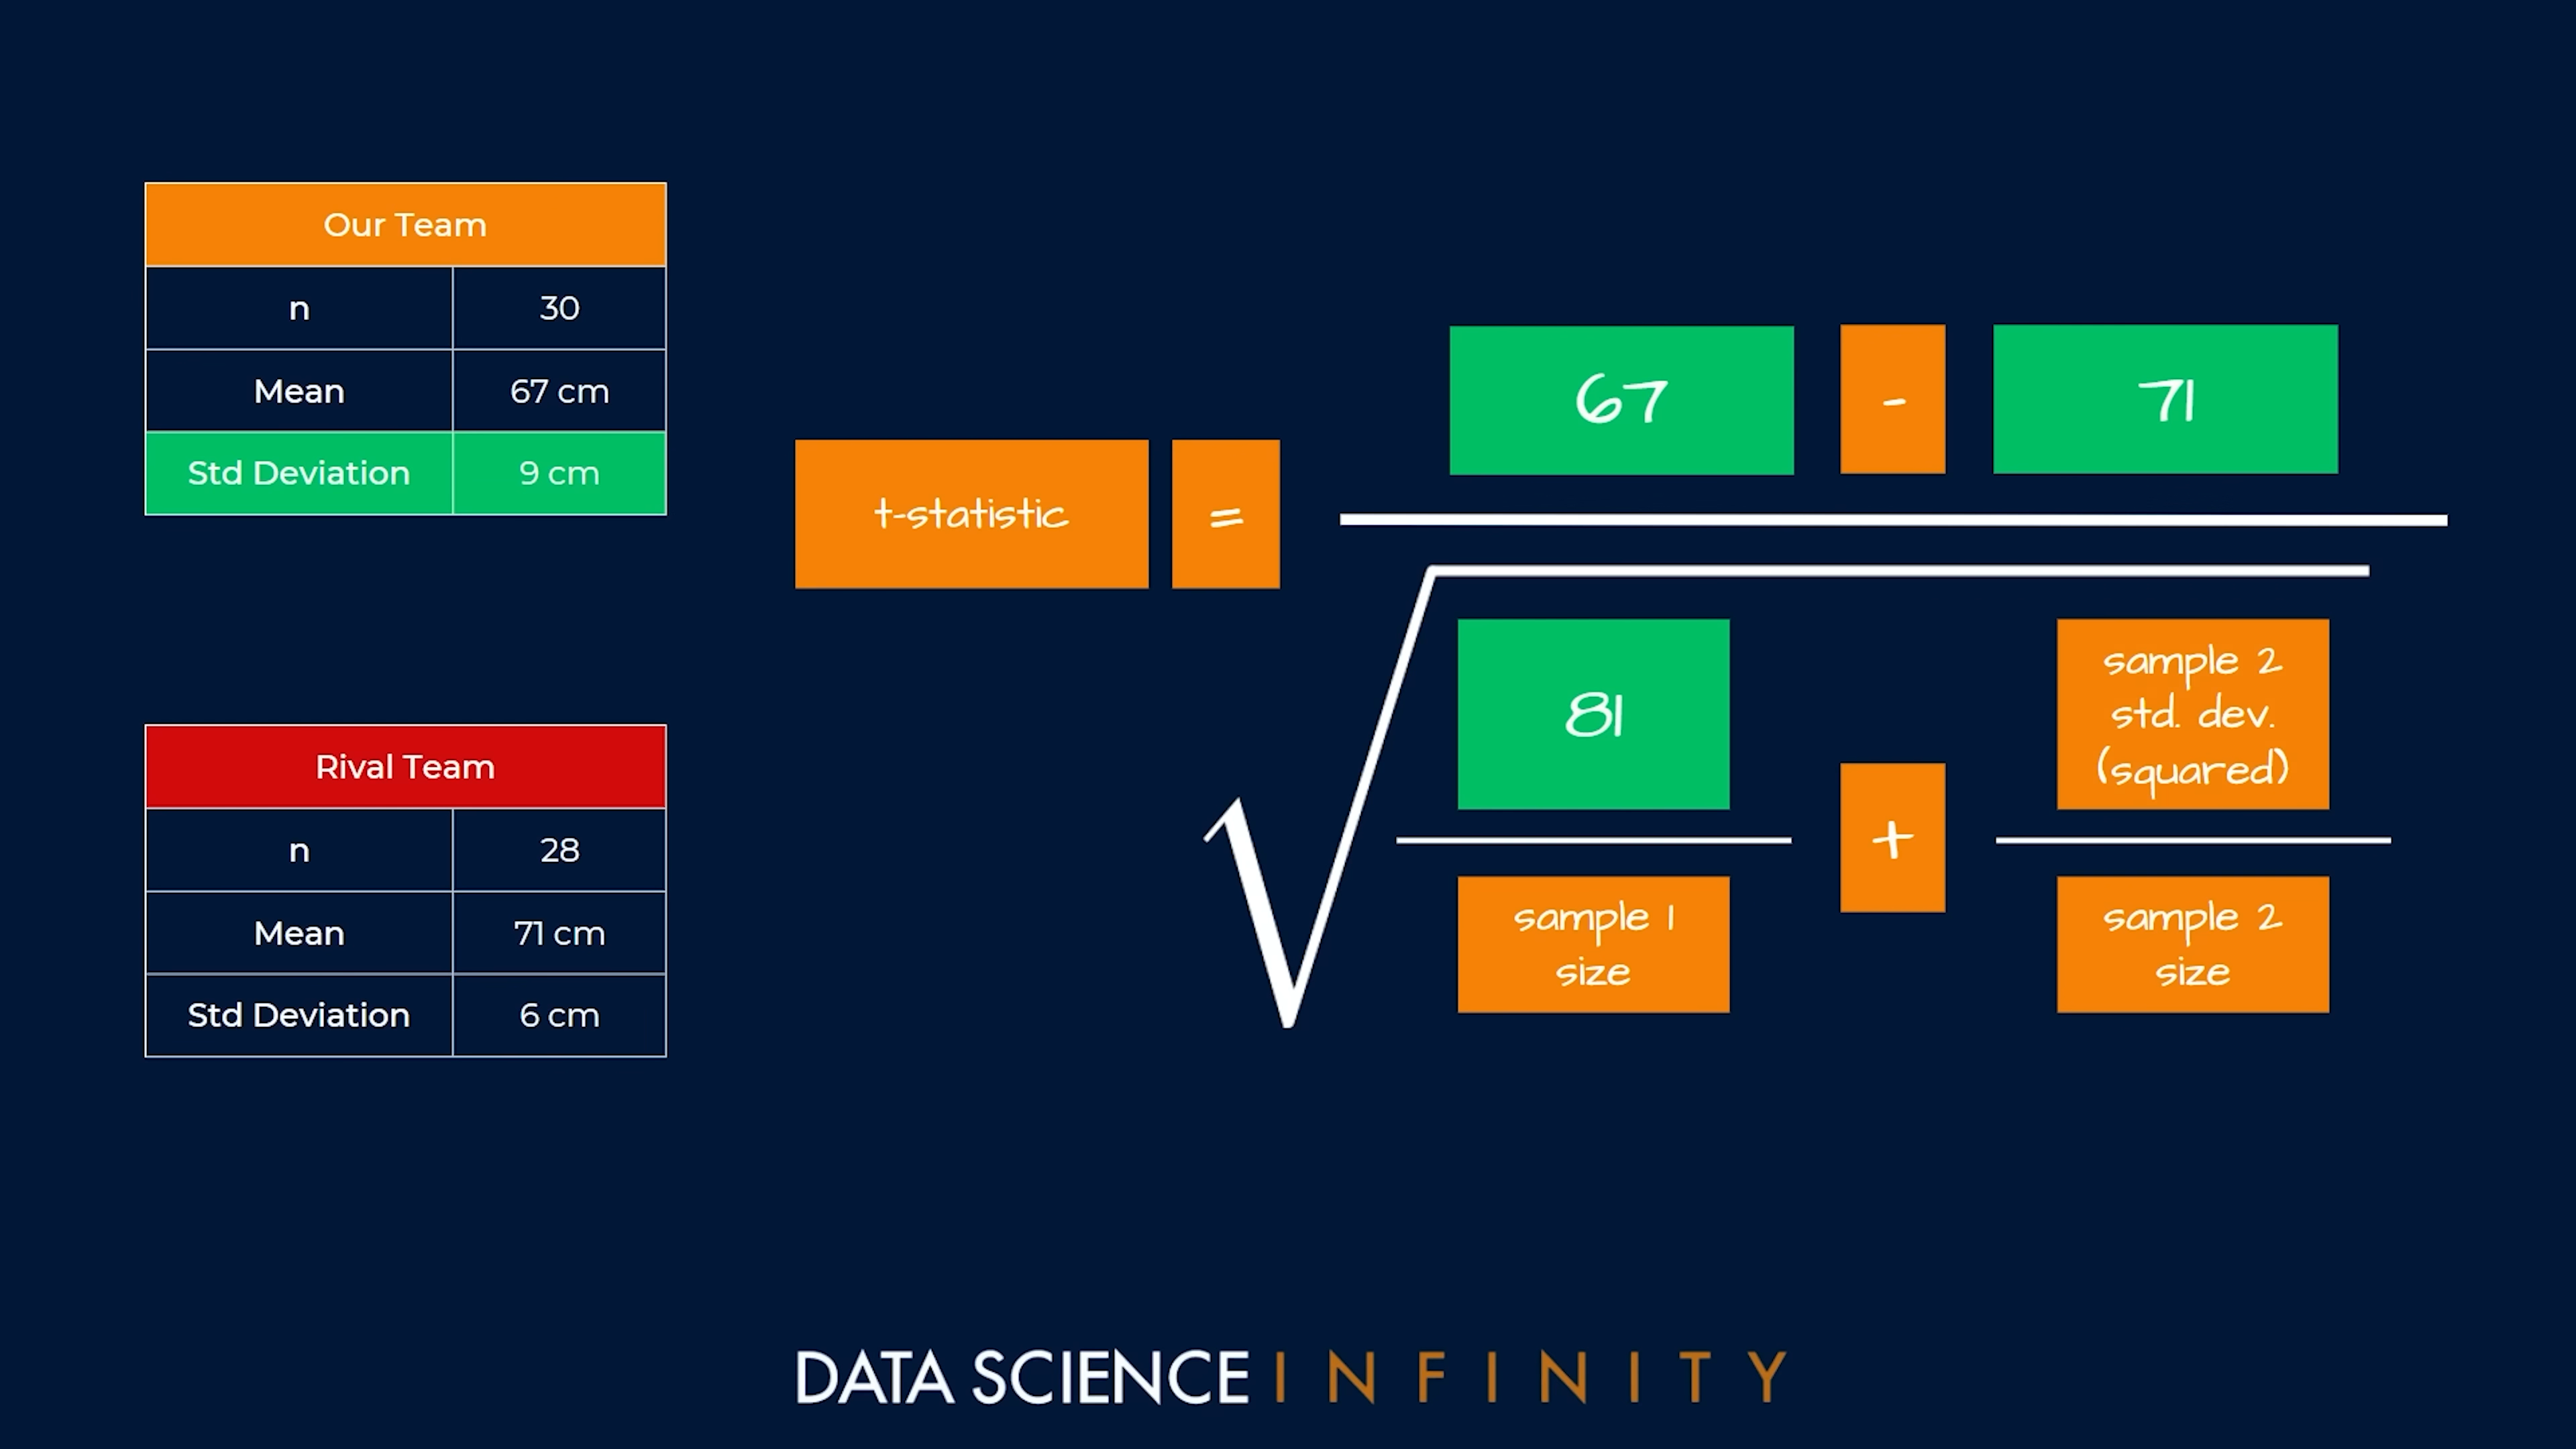 Our Team
n 30
Mean 67 cm
Std Deviation 9 cm
Rival Team
n 28
Mean 71 cm
Std Deviation 6 cm
t-statistic =
67 - 71
81
sample 1
size
+
sample 2
std. dev.
(squared)
sample 2
size
DATA SCIENCE INFINITY